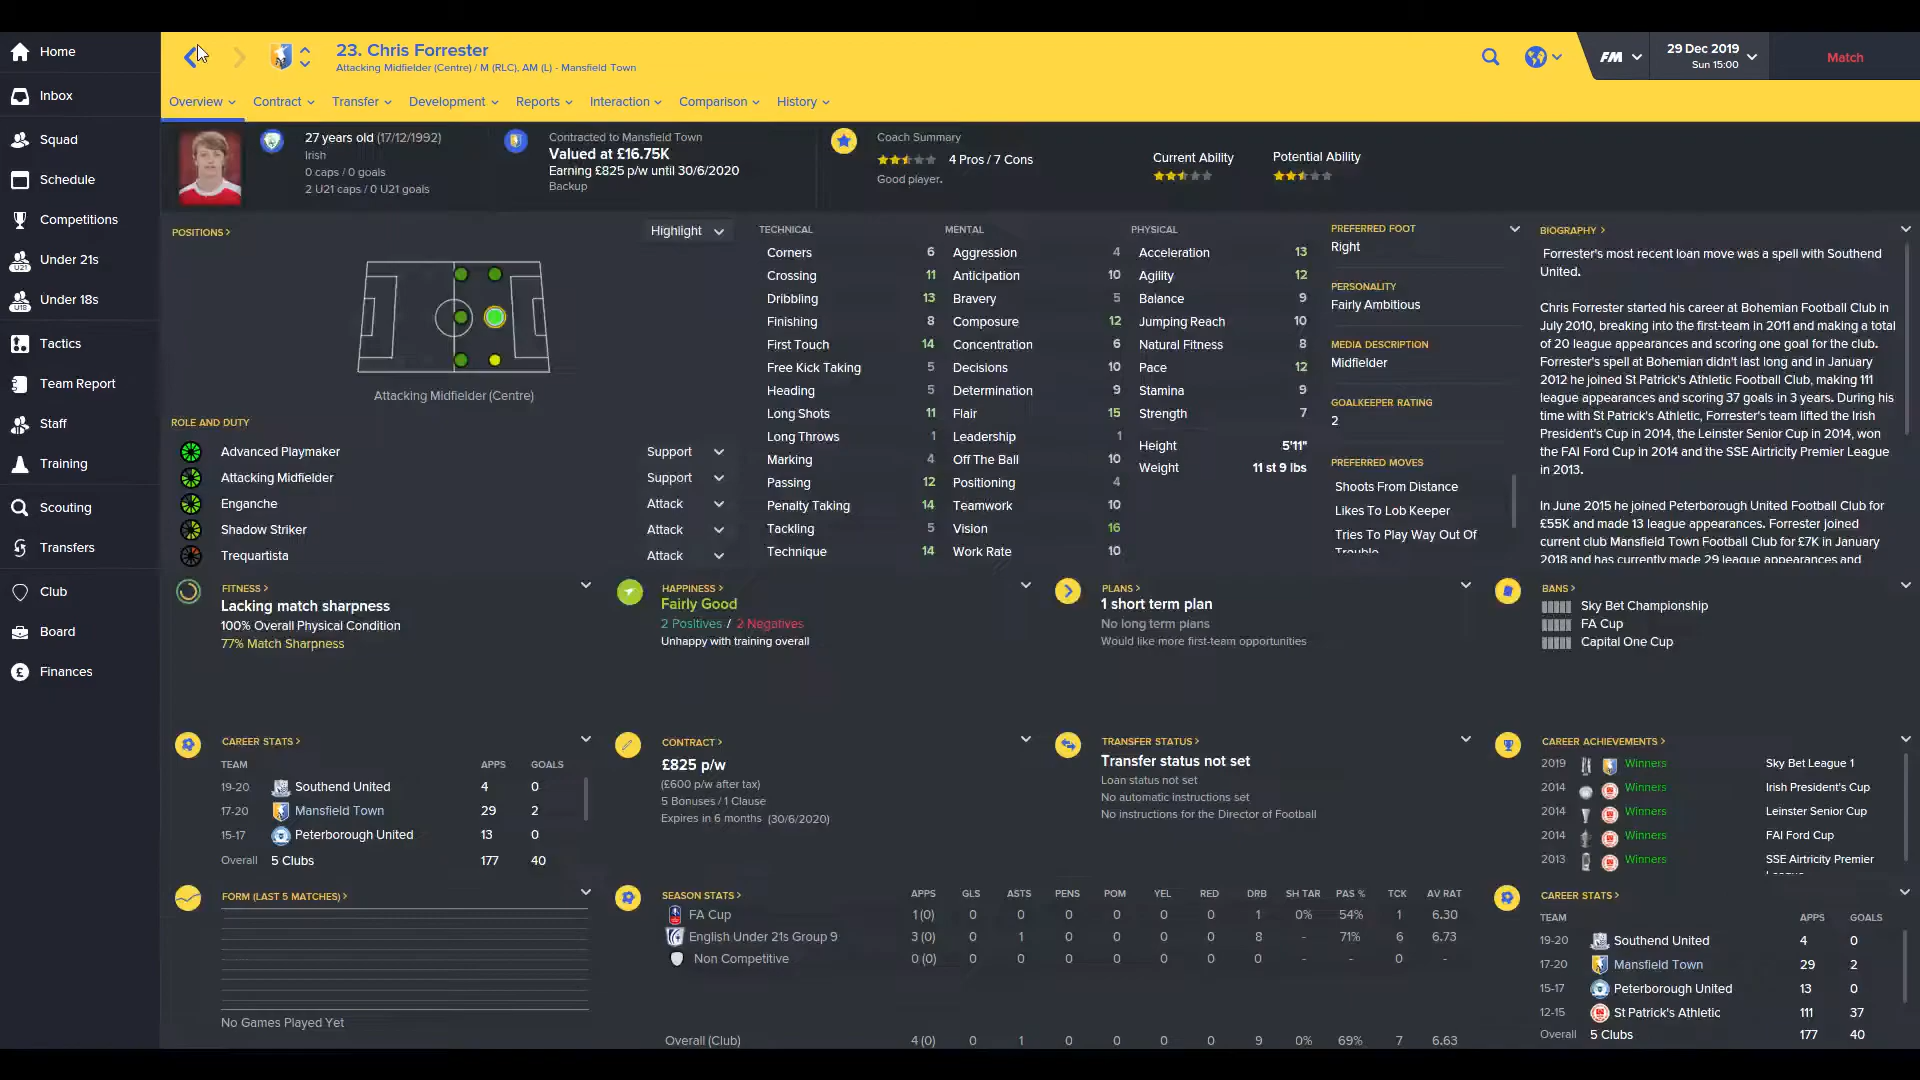 Home
Inbox
Squad
Schedule
Competitions
Under 21s
Under 18s
Tactics
Team Report
Staff
Training
Scouting
Transfers
Club
Board
Finances
23. Chris Forrester
Attacking Midfielder (Centre) / M (RLC), AM (L) - Mansfield Town
FM
29 Dec 2019
Sun 15:00
Match
Overview Contract Transfer Development Reports Interaction Comparison History
27 years old (17/12/1992)
Irish
0 caps / 0 goals
2 U21 caps / 0 U21 goals
Contracted to Mansfield Town
Valued at £16.75K
Earning £825 p/w until 30/6/2020
Backup
Coach Summary
4 Pros / 7 Cons
Good player.
Current Ability
Potential Ability
POSITIONS >
Highlight
Attacking Midfielder (Centre)
ROLE AND DUTY
Advanced Playmaker Support
Attacking Midfielder Support
Enganche Attack
Shadow Striker Attack
Trequartista Attack
TECHNICAL
Corners 6
Crossing 11
Dribbling 13
Finishing 8
First Touch 14
Free Kick Taking 5
Heading 5
Long Shots 11
Long Throws 1
Marking 4
Passing 12
Penalty Taking 14
Tackling 5
Technique 14
MENTAL
Aggression 4
Anticipation 10
Bravery 5
Composure 12
Concentration 6
Decisions 10
Determination 9
Flair 15
Leadership 1
Off The Ball 10
Positioning 4
Teamwork 10
Vision 16
Work Rate 10
PHYSICAL
Acceleration 13
Agility 12
Balance 9
Jumping Reach 10
Natural Fitness 8
Pace 12
Stamina 9
Strength 7
Height 5'11"
Weight 11 st 9 lbs
PREFERRED FOOT
Right
PERSONALITY
Fairly Ambitious
MEDIA DESCRIPTION
Midfielder
GOALKEEPER RATING
2
PREFERRED MOVES
Shoots From Distance
Likes To Lob Keeper
Tries To Play Way Out Of
Trouble
BIOGRAPHY >
Forrester's most recent loan move was a spell with Southend
United.
Chris Forrester started his career at Bohemian Football Club in
July 2010, breaking into the first-team in 2011 and making a total
of 20 league appearances and scoring one goal for the club.
Forrester's spell at Bohemian didn't last long and in January
2012 he joined St Patrick's Athletic Football Club, making 111
league appearances and scoring 37 goals in 3 years. During his
time with St Patrick's Athletic, Forrester's team lifted the Irish
President's Cup in 2014, the Leinster Senior Cup in 2014, won
the FAI Ford Cup in 2014 and the SSE Airtricity Premier League
in 2013.
In June 2015 he joined Peterborough United Football Club for
£55K and made 13 league appearances. Forrester joined
current club Mansfield Town Football Club for £7K in January
2018 and has currently made 29 league appearances and
FITNESS >
Lacking match sharpness
100% Overall Physical Condition
77% Match Sharpness
HAPPINESS >
Fairly Good
2 Positives / 2 Negatives
Unhappy with training overall
PLANS >
1 short term plan
No long term plans
Would like more first-team opportunities
BANS >
Sky Bet Championship
FA Cup
Capital One Cup
CAREER STATS >
TEAM APPS GOALS
19-20 Southend United 4 0
17-20 Mansfield Town 29 2
15-17 Peterborough United 13 0
Overall 5 Clubs 177 40
CONTRACT >
£825 p/w
(£600 p/w after tax)
5 Bonuses / 1 Clause
Expires in 6 months (30/6/2020)
TRANSFER STATUS >
Transfer status not set
Loan status not set
No automatic instructions set
No instructions for the Director of Football
CAREER ACHIEVEMENTS >
2019 Winners Sky Bet League 1
2014 Winners Irish President's Cup
2014 Winners Leinster Senior Cup
2014 Winners FAI Ford Cup
2013 Winners SSE Airtricity Premier
FORM (LAST 5 MATCHES) >
No Games Played Yet
SEASON STATS > APPS GLS ASTS PENS POM YEL RED DRB SH TAR PAS % TCK AV RAT
FA Cup 1 (0) 0 0 0 0 0 0 1 0% 54% 1 6.30
English Under 21s Group 9 3 (0) 0 1 0 0 0 0 8 - 71% 6 6.73
Non Competitive 0 (0) 0 0 0 0 0 0 0 - - 0 -
Overall (Club) 4 (0) 0 1 0 0 0 0 9 0% 69% 7 6.63
CAREER STATS >
TEAM APPS GOALS
19-20 Southend United 4 0
17-20 Mansfield Town 29 2
15-17 Peterborough United 13 0
12-15 St Patrick's Athletic 111 37
Overall 5 Clubs 177 40